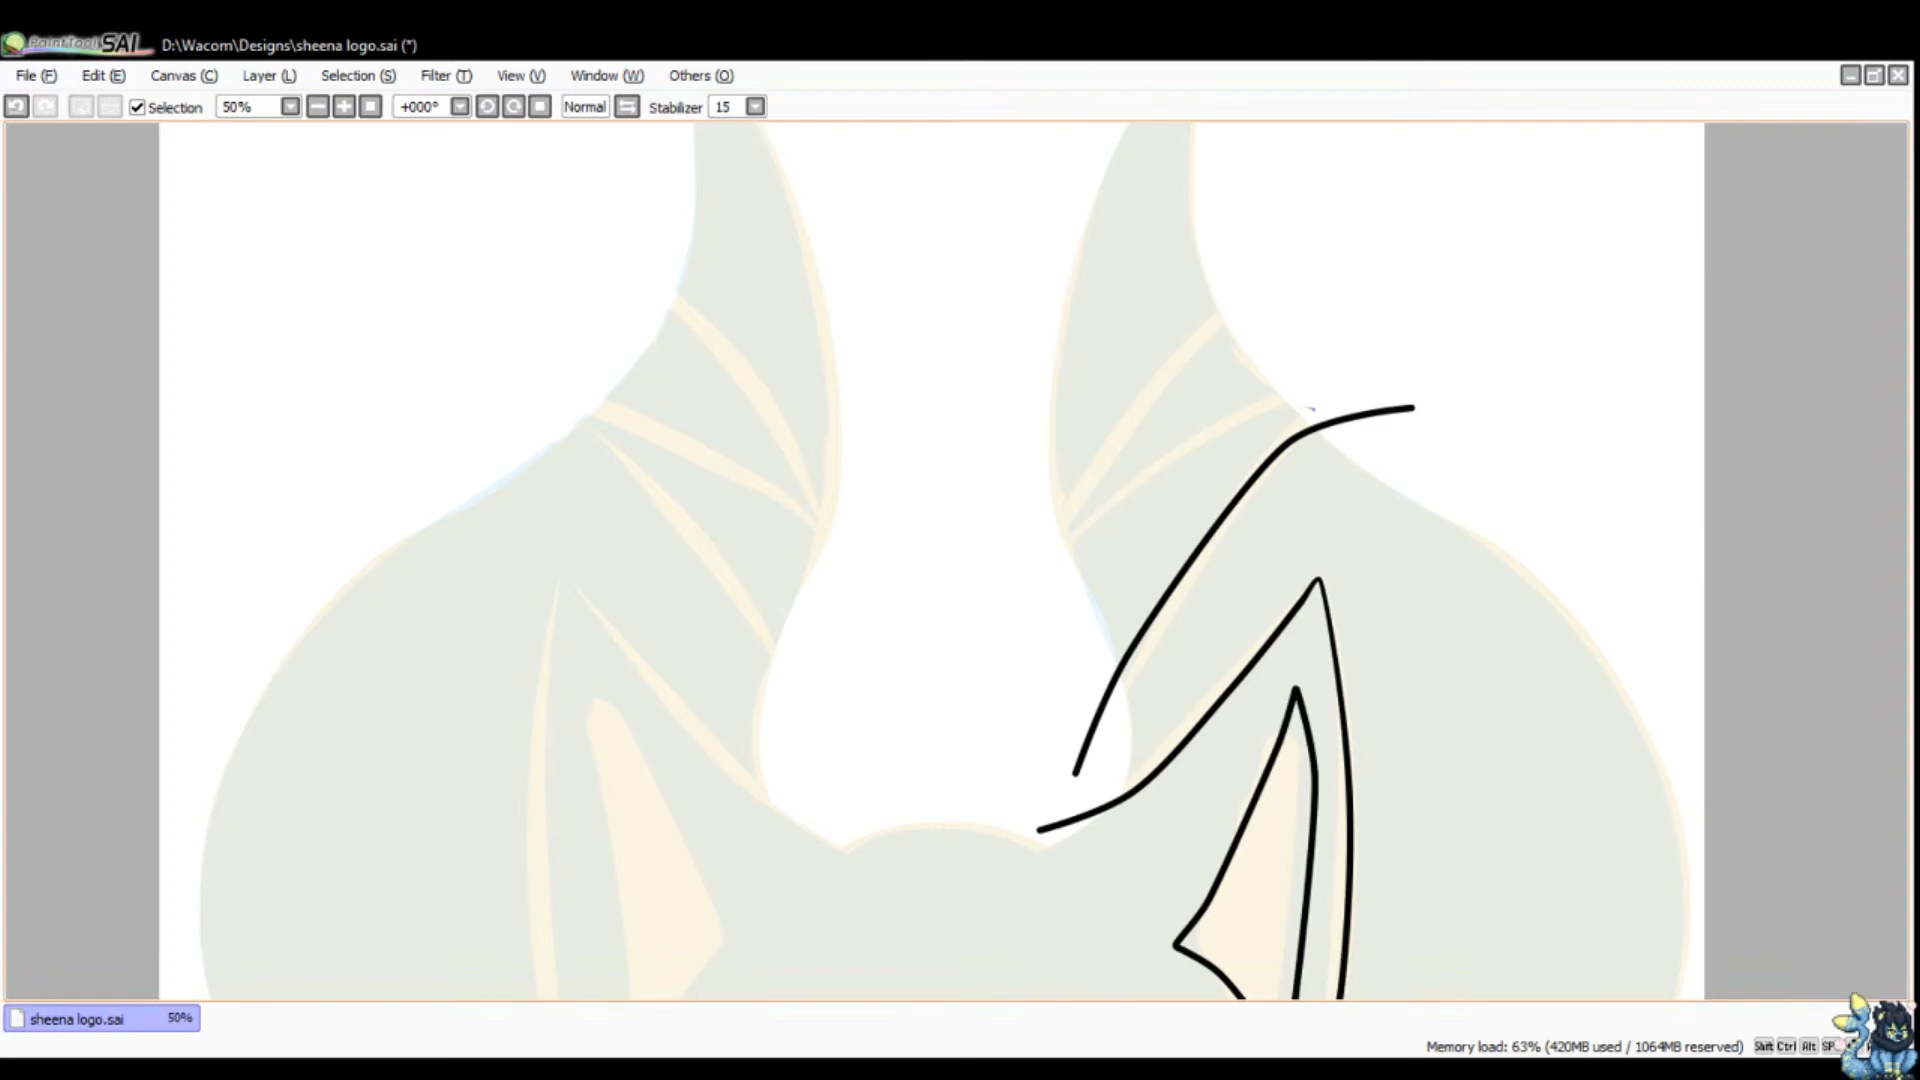 PaintTool SAI D:\Wacom\Designs\sheena logo.sai (*)
File (F) Edit (E) Canvas (C) Layer (L) Selection (S) Filter (T) View (V) Window (W) Others (O)
Selection 50% +000° Normal Stabilizer 15
sheena logo.sai 50%
Memory load: 63% (420MB used / 1064MB reserved) Shift Ctrl Alt SP